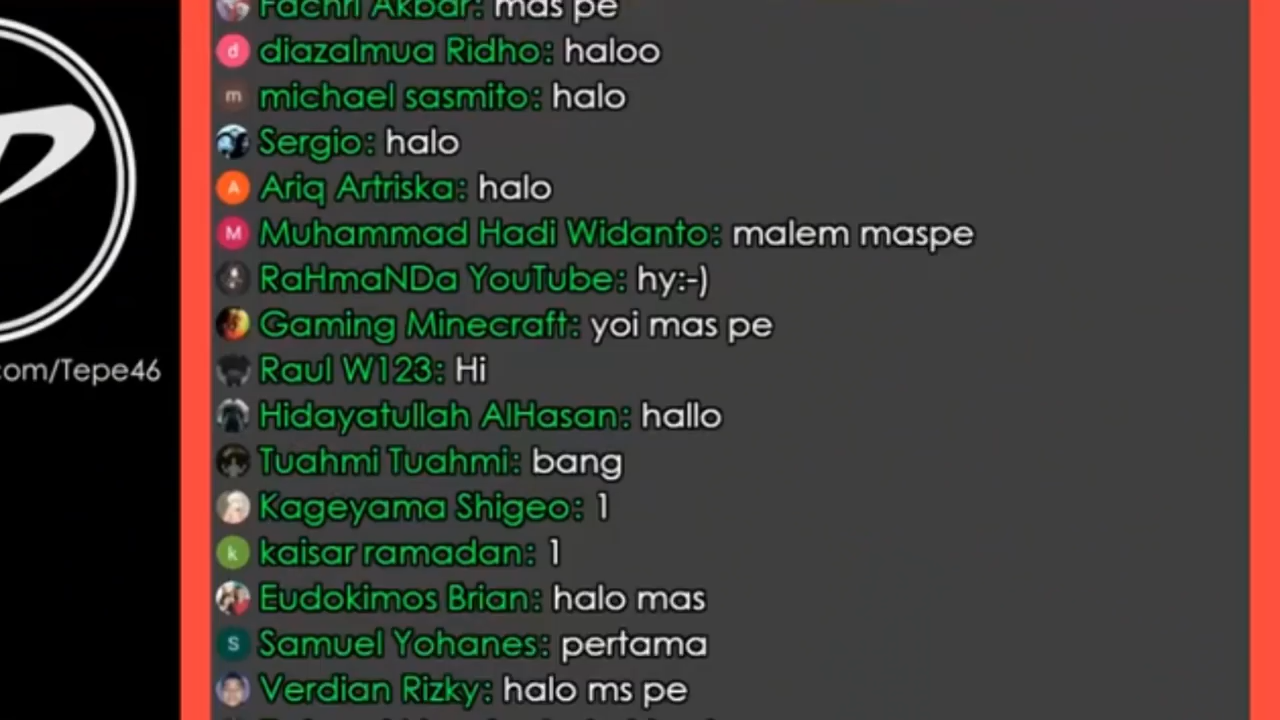 Fachri Akbar: mas pe
diazalmua Ridho: haloo
michael sasmito: halo
Sergio: halo
Ariq Artriska: halo
Muhammad Hadi Widanto: malem maspe
RaHmaNDa YouTube: hy:-)
Gaming Minecraft: yoi mas pe
com/Tepe46
Raul W123: Hi
Hidayatullah AlHasan: hallo
Tuahmi Tuahmi: bang
Kageyama Shigeo: 1
kaisar ramadan: 1
Eudokimos Brian: halo mas
Samuel Yohanes: pertama
Verdian Rizky: halo ms pe